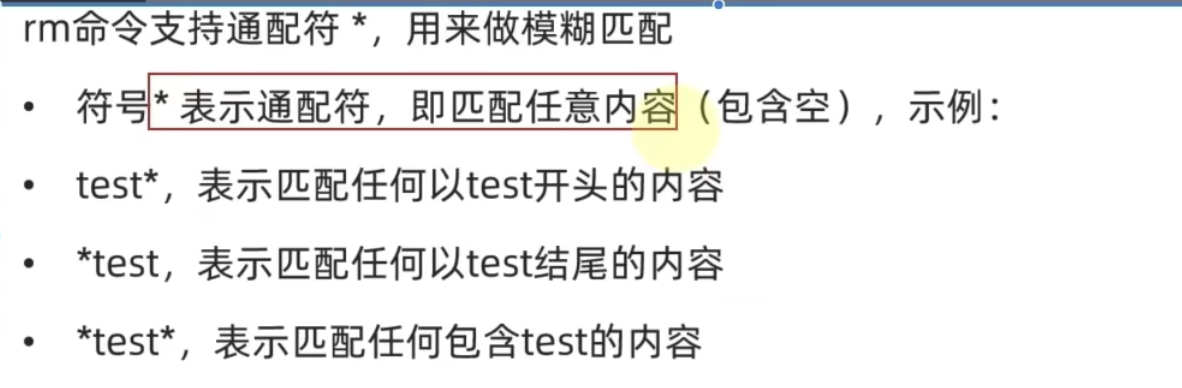 rm命令支持通配符 *，用来做模糊匹配
• 符号* 表示通配符，即匹配任意内容（包含空），示例：
• test*，表示匹配任何以test开头的内容
• *test，表示匹配任何以test结尾的内容
• *test*，表示匹配任何包含test的内容